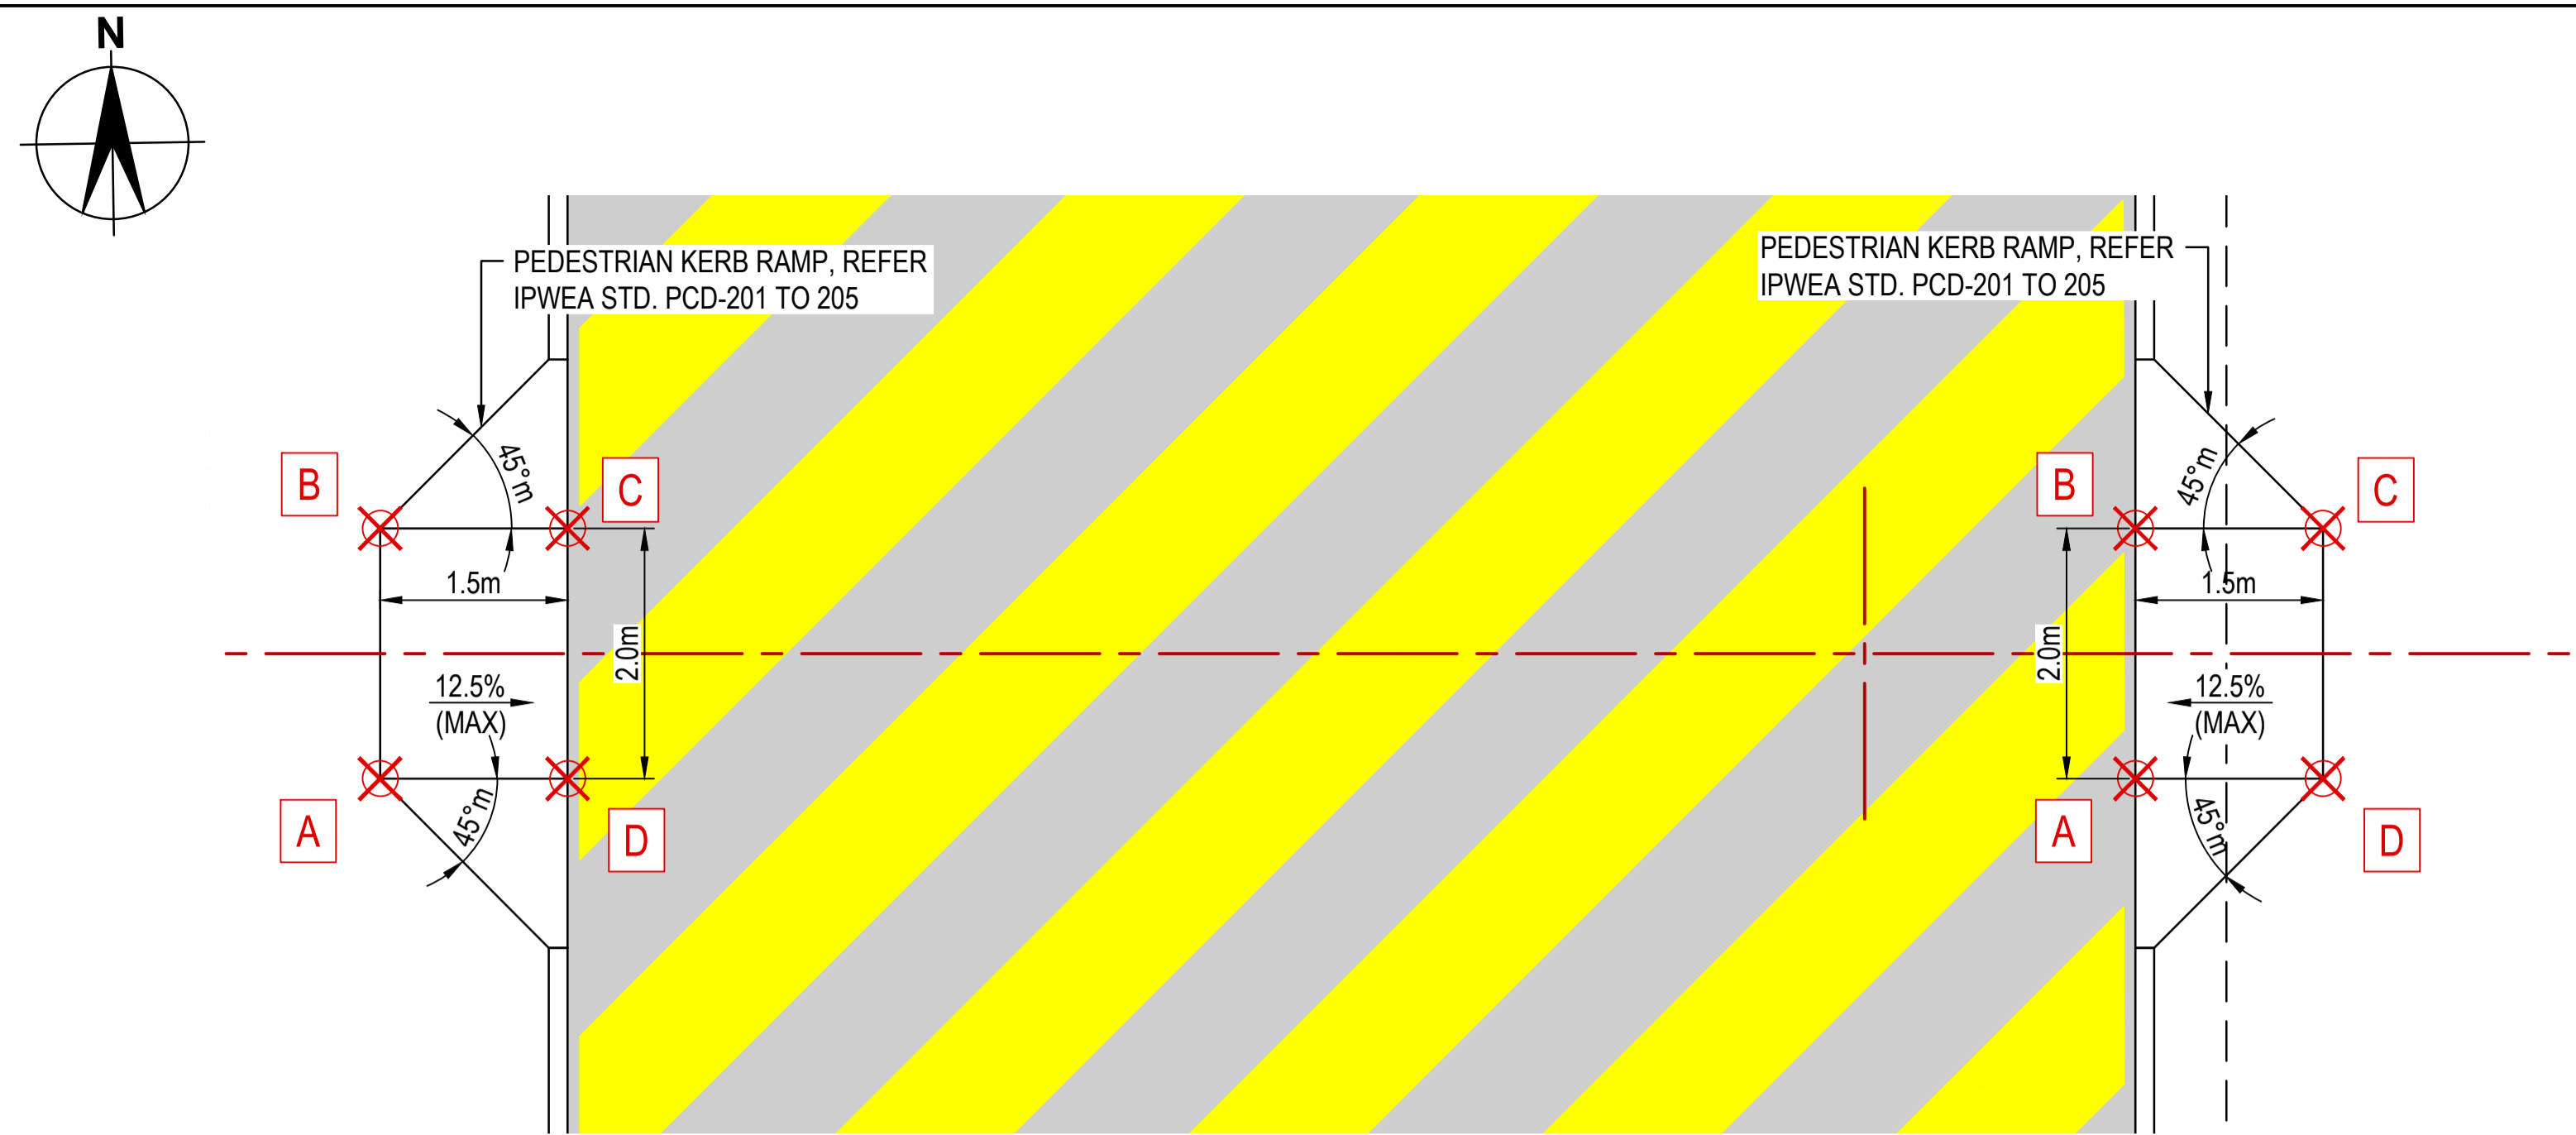 N
PEDESTRIAN KERB RAMP, REFER
IPWEA STD. PCD-201 TO 205
PEDESTRIAN KERB RAMP, REFER
IPWEA STD. PCD-201 TO 205
45°m
B
C
1.5m
2.0m
12.5%
(MAX)
45°m
A
D
45°m
B
C
1.5m
2.0m
12.5%
(MAX)
45°m
A
D